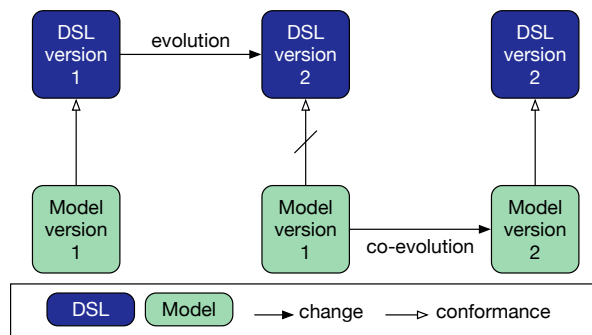 DSL
version
1
evolution
DSL
version
2
DSL
version
2
Model
version
1
Model
version
1
co-evolution
Model
version
2
DSL
Model
change
conformance